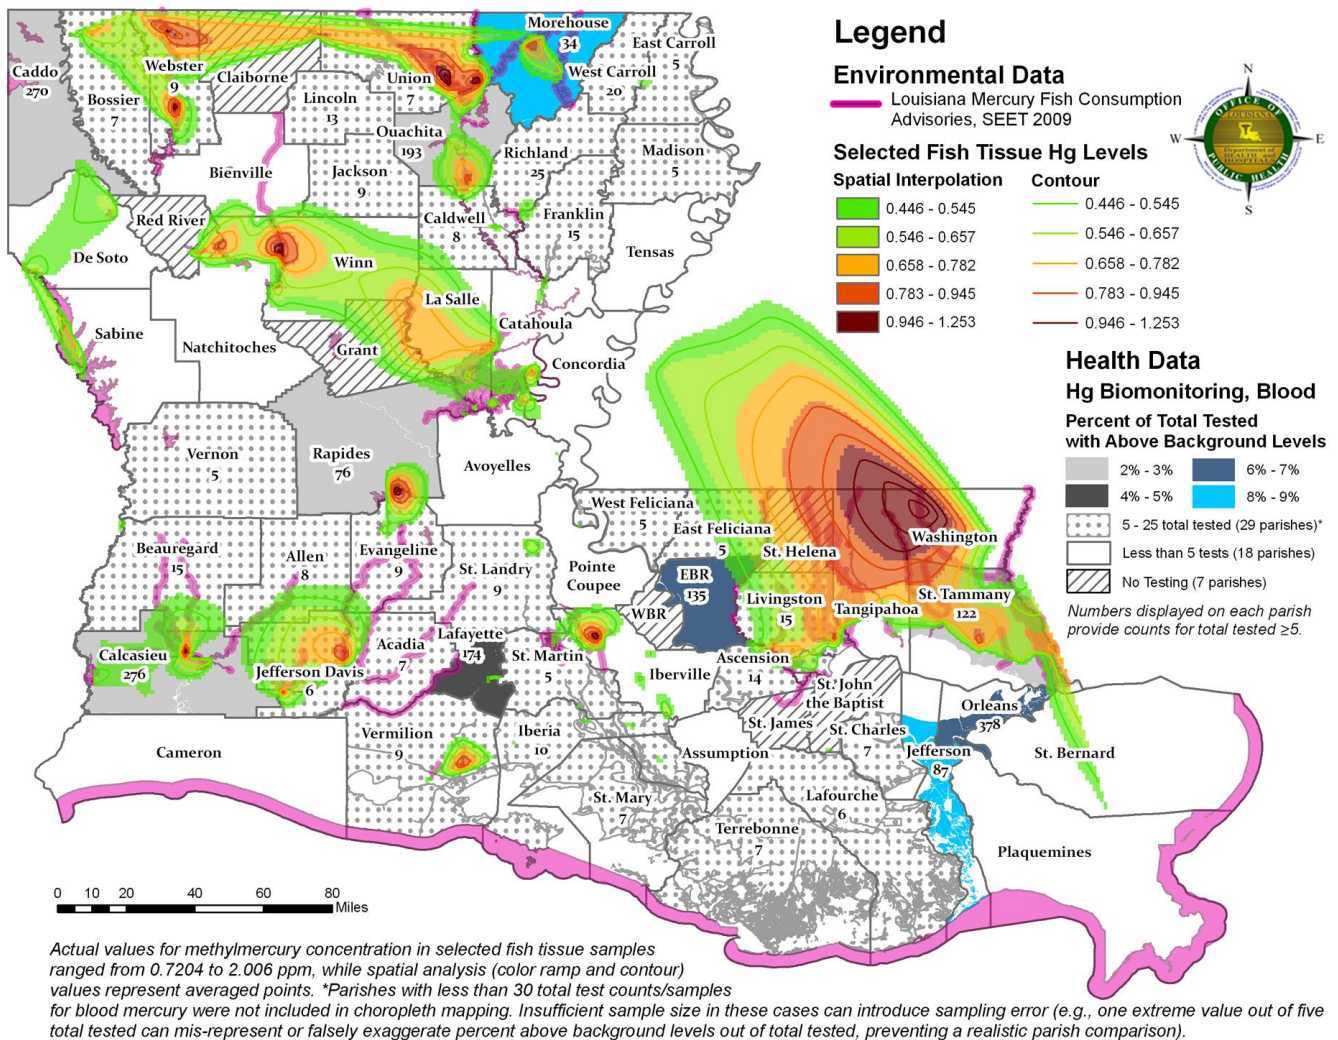 Legend
Environmental Data
Louisiana Mercury Fish Consumption
Advisories, SEET 2009
Selected Fish Tissue Hg Levels
Spatial Interpolation
0.446 - 0.545
0.546 - 0.657
0.658 - 0.782
0.783 - 0.945
0.946 - 1.253
Contour
0.446 - 0.545
0.546 - 0.657
0.658 - 0.782
0.783 - 0.945
0.946 - 1.253
N
W
E
S
OFFICE OF
PUBLIC HEALTH
LOUISIANA
Department of
HEALTH and
HOSPITALS
Health Data
Hg Biomonitoring, Blood
Percent of Total Tested
with Above Background Levels
2% - 3%
6% - 7%
4% - 5%
8% - 9%
5 - 25 total tested (29 parishes)*
Less than 5 tests (18 parishes)
No Testing (7 parishes)
Numbers displayed on each parish
provide counts for total tested ≥5.
Caddo
270
Bossier
7
Webster
9
Claiborne
Union
7
Morehouse
34
East Carroll
5
West Carroll
20
Lincoln
13
Ouachita
193
Richland
25
Madison
5
Bienville
Jackson
9
Caldwell
8
Franklin
15
Tensas
Red River
De Soto
Winn
La Salle
Catahoula
Concordia
Sabine
Natchitoches
Grant
Vernon
5
Rapides
76
Avoyelles
West Feliciana
5
East Feliciana
5
St. Helena
Washington
Beauregard
15
Allen
8
Evangeline
9
St. Landry
9
Pointe
Coupee
EBR
135
WBR
Livingston
15
Tangipahoa
St. Tammany
122
Calcasieu
276
Jefferson Davis
6
Acadia
7
Lafayette
174
St. Martin
5
Iberville
Ascension
14
St. John
the Baptist
St. James
St. Charles
7
Orleans
378
Jefferson
87
St. Bernard
Cameron
Vermilion
9
Iberia
10
Assumption
St. Mary
7
Lafourche
6
Terrebonne
7
Plaquemines
0 10 20 40 60 80
Miles
Actual values for methylmercury concentration in selected fish tissue samples
ranged from 0.7204 to 2.006 ppm, while spatial analysis (color ramp and contour)
values represent averaged points. *Parishes with less than 30 total test counts/samples
for blood mercury were not included in choropleth mapping. Insufficient sample size in these cases can introduce sampling error (e.g., one extreme value out of five
total tested can mis-represent or falsely exaggerate percent above background levels out of total tested, preventing a realistic parish comparison).